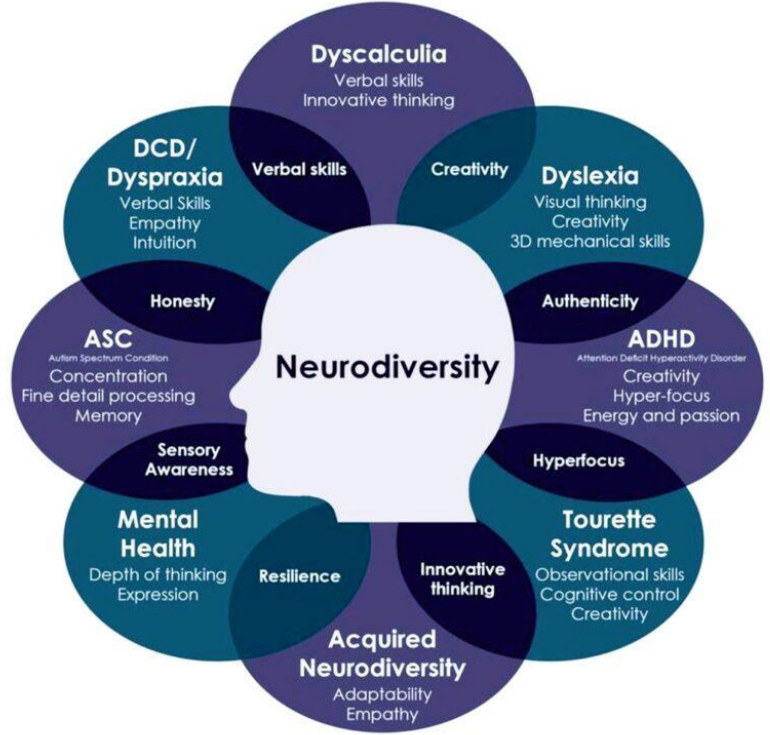 Dyscalculia
Verbal skills
Innovative thinking
Verbal skills
Creativity
DCD/
Dyspraxia
Verbal Skills
Empathy
Intuition
Dyslexia
Visual thinking
Creativity
3D mechanical skills
Honesty
Authenticity
ASC
Autism Spectrum Condition
Concentration
Fine detail processing
Memory
Neurodiversity
ADHD
Attention Deficit Hyperactivity Disorder
Creativity
Hyper-focus
Energy and passion
Sensory
Awareness
Hyperfocus
Mental
Health
Depth of thinking
Expression
Resilience
Innovative
thinking
Tourette
Syndrome
Observational skills
Cognitive control
Creativity
Acquired
Neurodiversity
Adaptability
Empathy